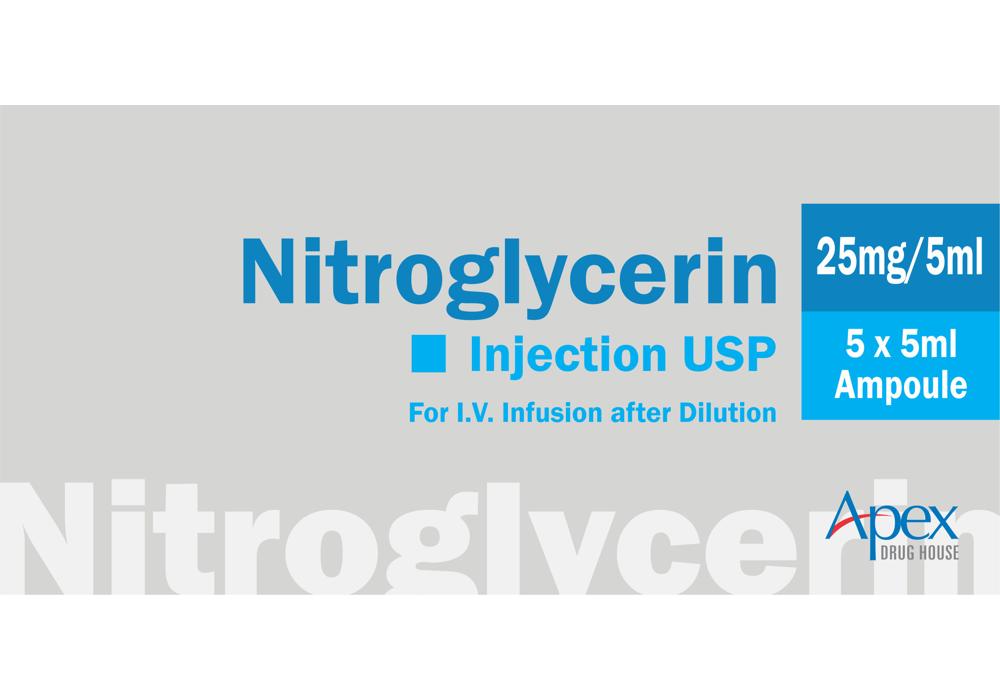 Nitroglycerin
25mg/5ml
Injection USP
5 x 5ml
Ampoule
For I.V. Infusion after Dilution
Nitroglycerin
Apex
DRUG HOUSE